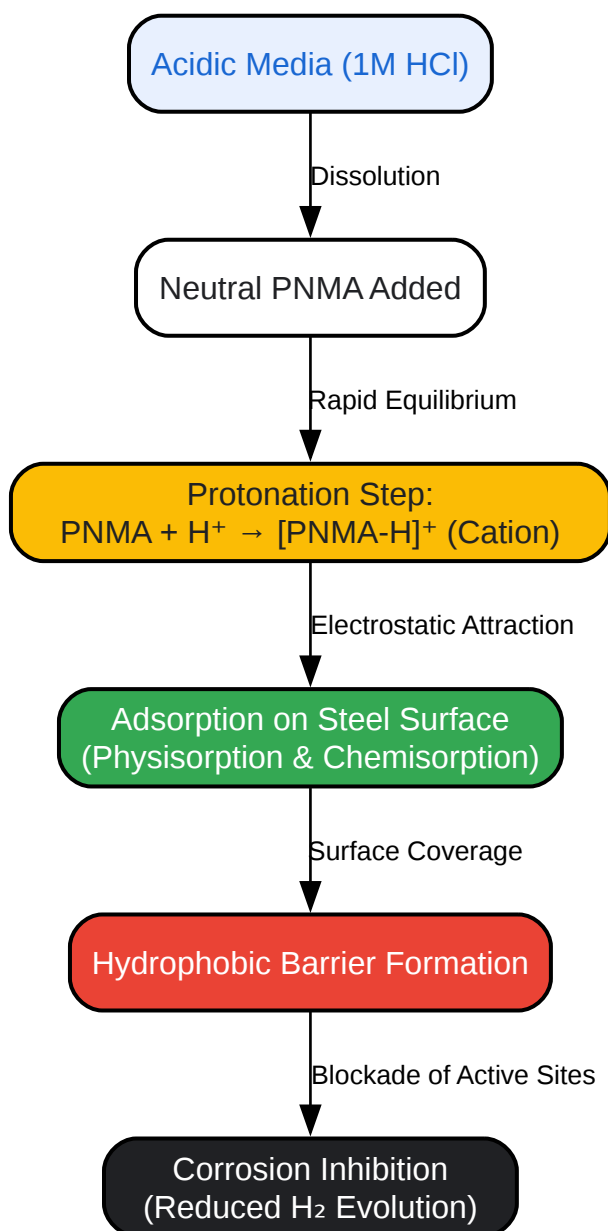 Acidic Media (1M HCl)
Dissolution
Neutral PNMA Added
Rapid Equilibrium
Protonation Step:
PNMA + H⁺ → [PNMA-H]⁺ (Cation)
Electrostatic Attraction
Adsorption on Steel Surface
(Physisorption & Chemisorption)
Surface Coverage
Hydrophobic Barrier Formation
Blockade of Active Sites
Corrosion Inhibition
(Reduced H₂ Evolution)